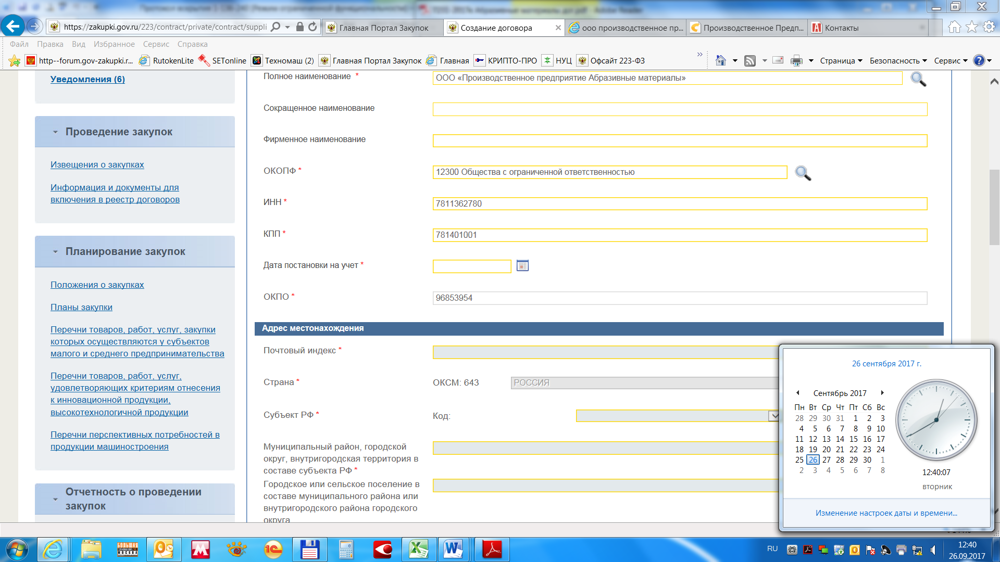 https://zakupki.gov.ru/223/contract/private/contract/suppli
Главная Портал Закупок
Создание договора
ооо производственное пр...
Производственное Предп...
Контакты
Файл Правка Вид Избранное Сервис Справка
http--forum.gov-zakupki.r...
RutokenLite
SETonline
Техномаш (2)
Главная Портал Закупок
Главная
КРИПТО-ПРО
НУЦ
Офсайт 223-ФЗ
Страница
Безопасность
Сервис
Уведомления (6)
Проведение закупок
Извещения о закупках
Информация и документы для
включения в реестр договоров
Планирование закупок
Положения о закупках
Планы закупки
Перечни товаров, работ, услуг, закупки
которых осуществляются у субъектов
малого и среднего предпринимательства
Перечни товаров, работ, услуг,
удовлетворяющих критериям отнесения
к инновационной продукции,
высокотехнологичной продукции
Перечни перспективных потребностей в
продукции машиностроения
Отчетность о проведении
закупок
Полное наименование * ООО «Производственное предприятие Абразивные материалы»
Сокращенное наименование
Фирменное наименование
ОКОПФ * 12300 Общества с ограниченной ответственностью
ИНН * 7811362780
КПП * 781401001
Дата постановки на учет *
ОКПО * 96853954
Адрес местонахождения
Почтовый индекс *
Страна * ОКСМ: 643 РОССИЯ
Субъект РФ * Код:
Муниципальный район, городской
округ, внутригородская территория в
составе субъекта РФ *
Городское или сельское поселение в
составе муниципального района или
внутригородского района городского
округа
26 сентября 2017 г.
Сентябрь 2017
Пн Вт Ср Чт Пт Сб Вс
28 29 30 31 1 2 3
4 5 6 7 8 9 10
11 12 13 14 15 16 17
18 19 20 21 22 23 24
25 26 27 28 29 30 1
2 3 4 5 6 7 8
12:40:07
вторник
Изменение настроек даты и времени...
RU
12:40
26.09.2017